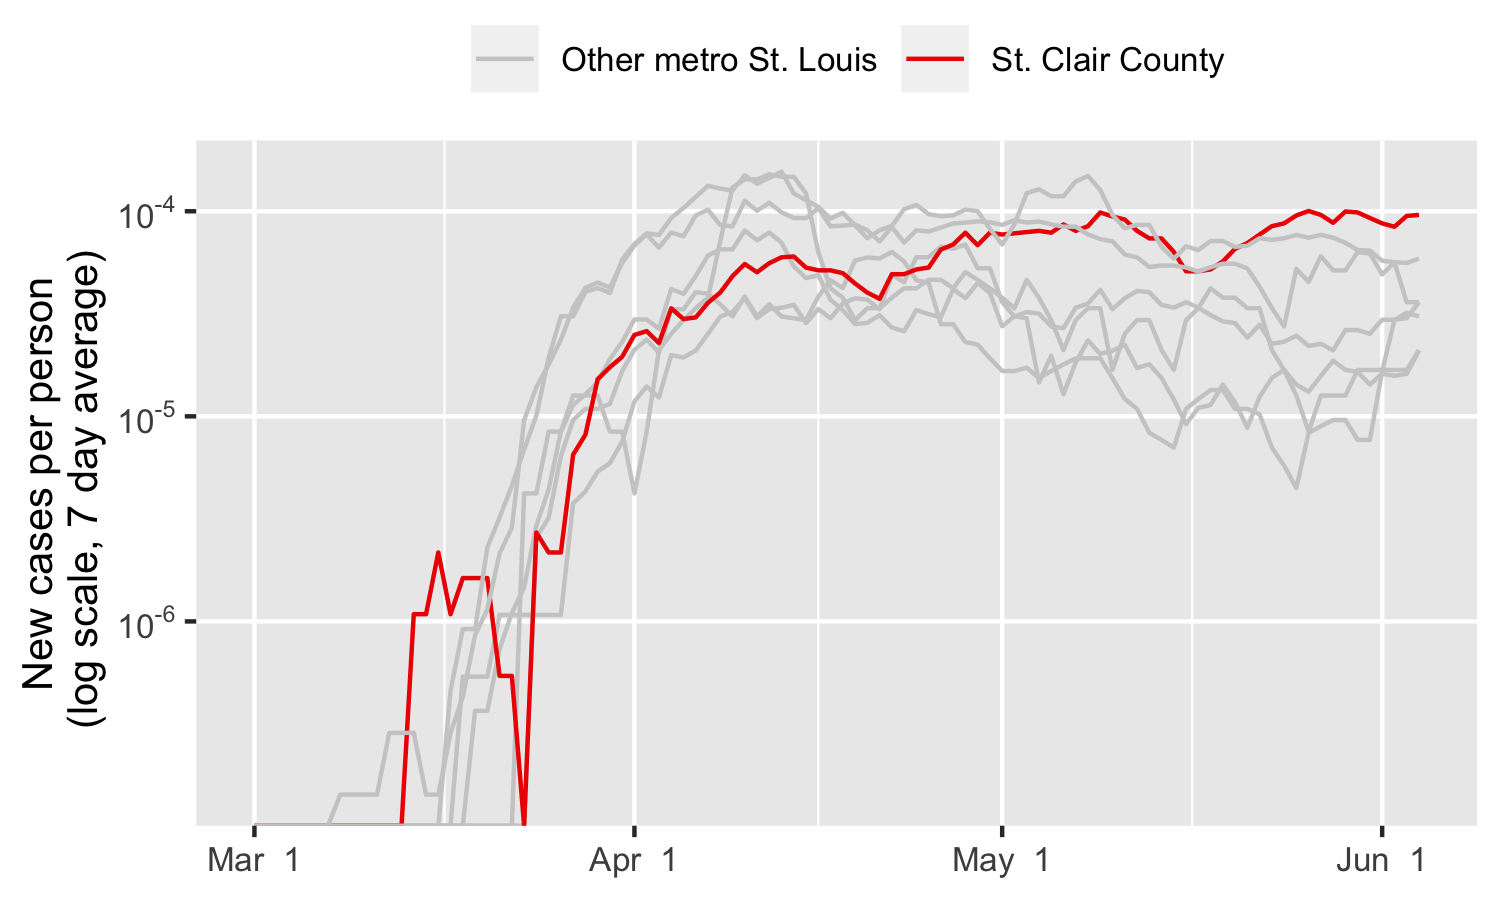 Other metro St. Louis St. Clair County
New cases per person
(log scale, 7 day average)
10-4
10-5
10-6
Mar 1 Apr 1 May 1 Jun 1